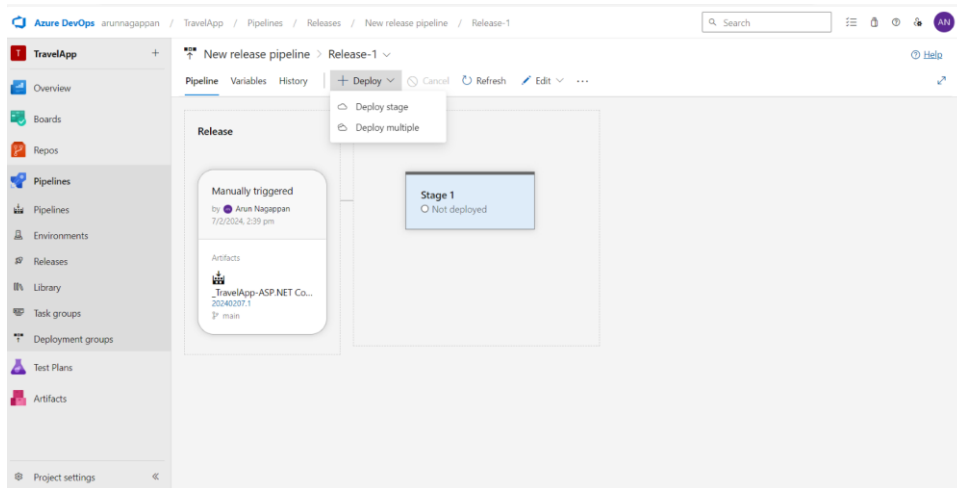 Azure DevOps arunnagappan / TravelApp / Pipelines / Releases / New release pipeline / Release-1
Search
AN
T TravelApp +
New release pipeline > Release-1
Help
Pipeline Variables History + Deploy Cancel Refresh Edit ...
Overview
Boards
Repos
Pipelines
Pipelines
Environments
Releases
Library
Task groups
Deployment groups
Test Plans
Artifacts
Project settings
Deploy stage
Deploy multiple
Release
Manually triggered
by Arun Nagappan
7/2/2024, 2:39 pm
Artifacts
_TravelApp-ASP.NET Co...
20240207.1
main
Stage 1
Not deployed